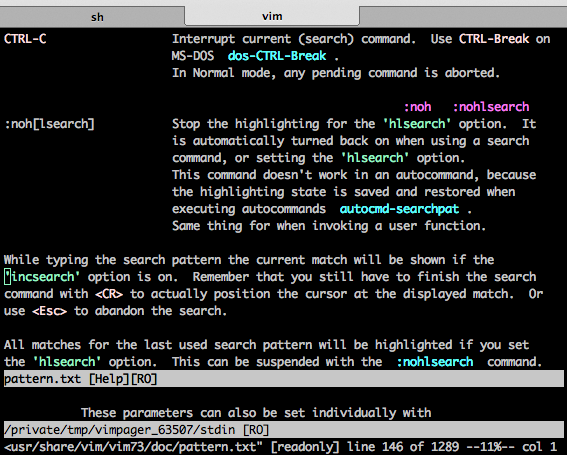 sh vim
CTRL-C Interrupt current (search) command. Use CTRL-Break on
MS-DOS dos-CTRL-Break .
In Normal mode, any pending command is aborted.
:noh :nohlsearch
:noh[lsearch] Stop the highlighting for the 'hlsearch' option. It
is automatically turned back on when using a search
command, or setting the 'hlsearch' option.
This command doesn't work in an autocommand, because
the highlighting state is saved and restored when
executing autocommands autocmd-searchpat .
Same thing for when invoking a user function.
While typing the search pattern the current match will be shown if the
'incsearch' option is on. Remember that you still have to finish the search
command with <CR> to actually position the cursor at the displayed match. Or
use <Esc> to abandon the search.
All matches for the last used search pattern will be highlighted if you set
the 'hlsearch' option. This can be suspended with the :nohlsearch command.
pattern.txt [Help][RO]
These parameters can also be set individually with
/private/tmp/vimpager_63507/stdin [RO]
<usr/share/vim/vim73/doc/pattern.txt" [readonly] line 146 of 1289 --11%-- col 1